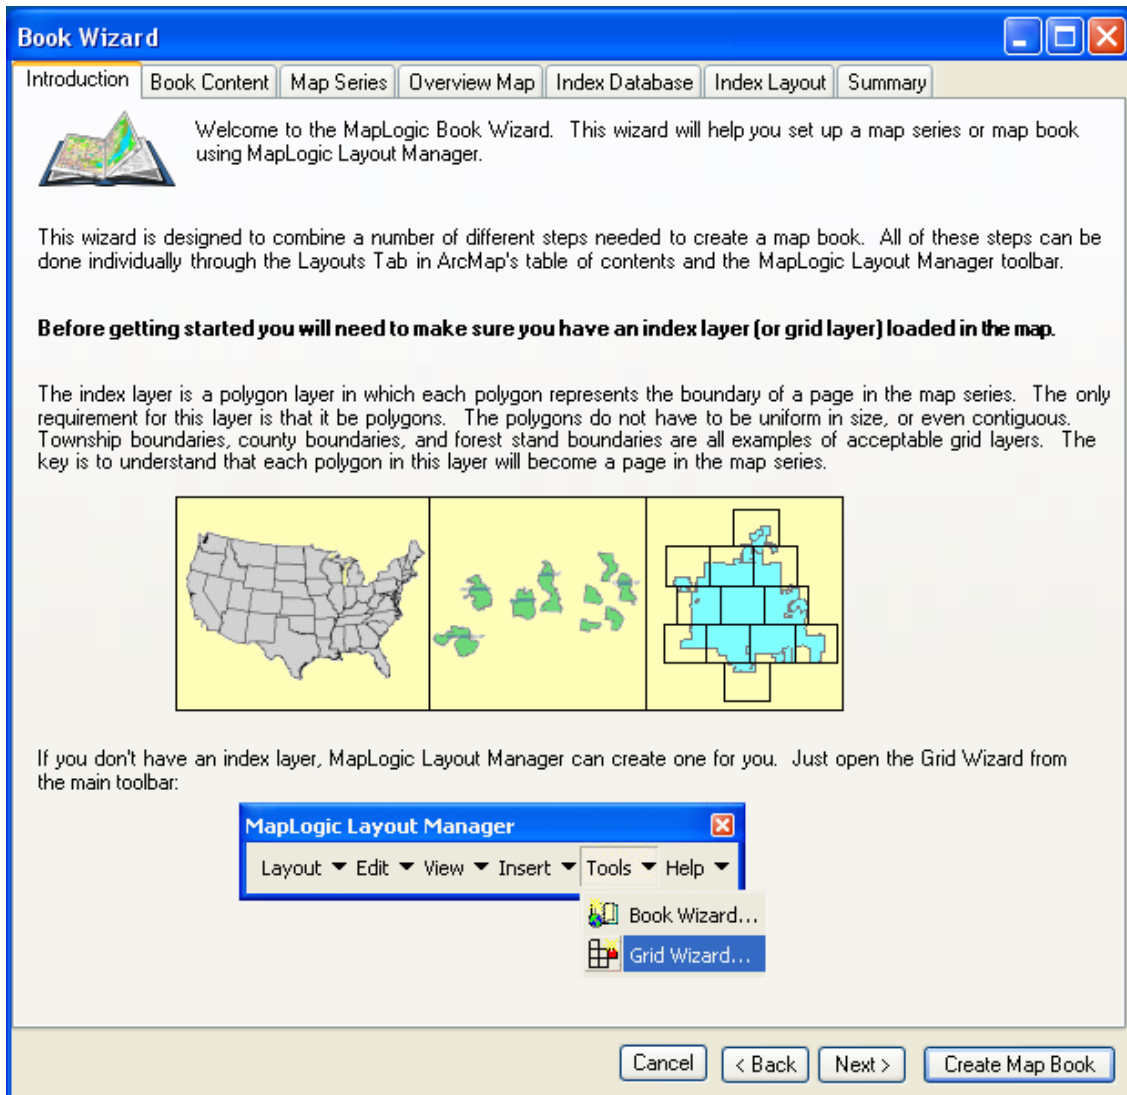 Book Wizard
Introduction
Book Content
Map Series
Overview Map
Index Database
Index Layout
Summary
Welcome to the MapLogic Book Wizard. This wizard will help you set up a map series or map book
using MapLogic Layout Manager.
This wizard is designed to combine a number of different steps needed to create a map book. All of these steps can be
done individually through the Layouts Tab in ArcMap's table of contents and the MapLogic Layout Manager toolbar.
Before getting started you will need to make sure you have an index layer (or grid layer) loaded in the map.
The index layer is a polygon layer in which each polygon represents the boundary of a page in the map series. The only
requirement for this layer is that it be polygons. The polygons do not have to be uniform in size, or even contiguous.
Township boundaries, county boundaries, and forest stand boundaries are all examples of acceptable grid layers. The
key is to understand that each polygon in this layer will become a page in the map series.
If you don't have an index layer, MapLogic Layout Manager can create one for you. Just open the Grid Wizard from
the main toolbar:
MapLogic Layout Manager
Layout Edit View Insert Tools Help
Book Wizard...
Grid Wizard...
Cancel
< Back
Next >
Create Map Book